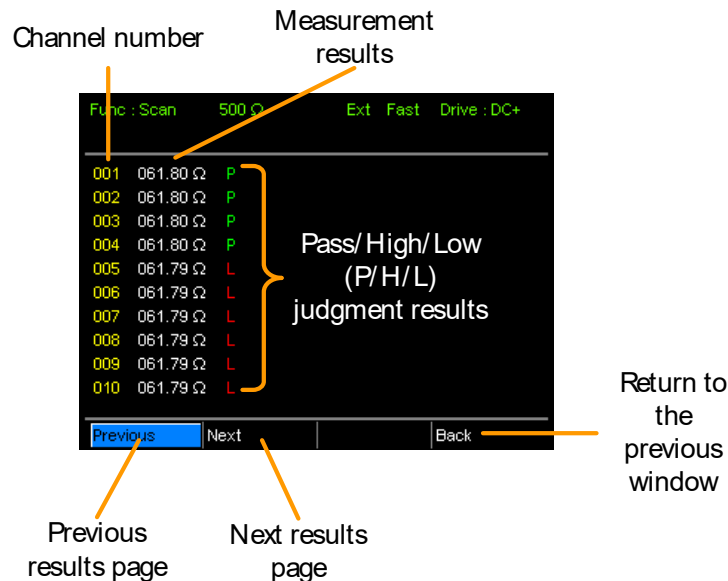 Channel number
Measurement
results
Func : Scan 500 Ω Ext Fast Drive : DC+
001 061.80 Ω P
002 061.80 Ω P
003 061.80 Ω P
004 061.80 Ω P
005 061.79 Ω L
006 061.79 Ω L
007 061.79 Ω L
008 061.79 Ω L
009 061.79 Ω L
010 061.79 Ω L
Pass/High/Low
(P/H/L)
judgment results
Previous Next Back
Return to
the
previous
window
Previous
results page
Next results
page